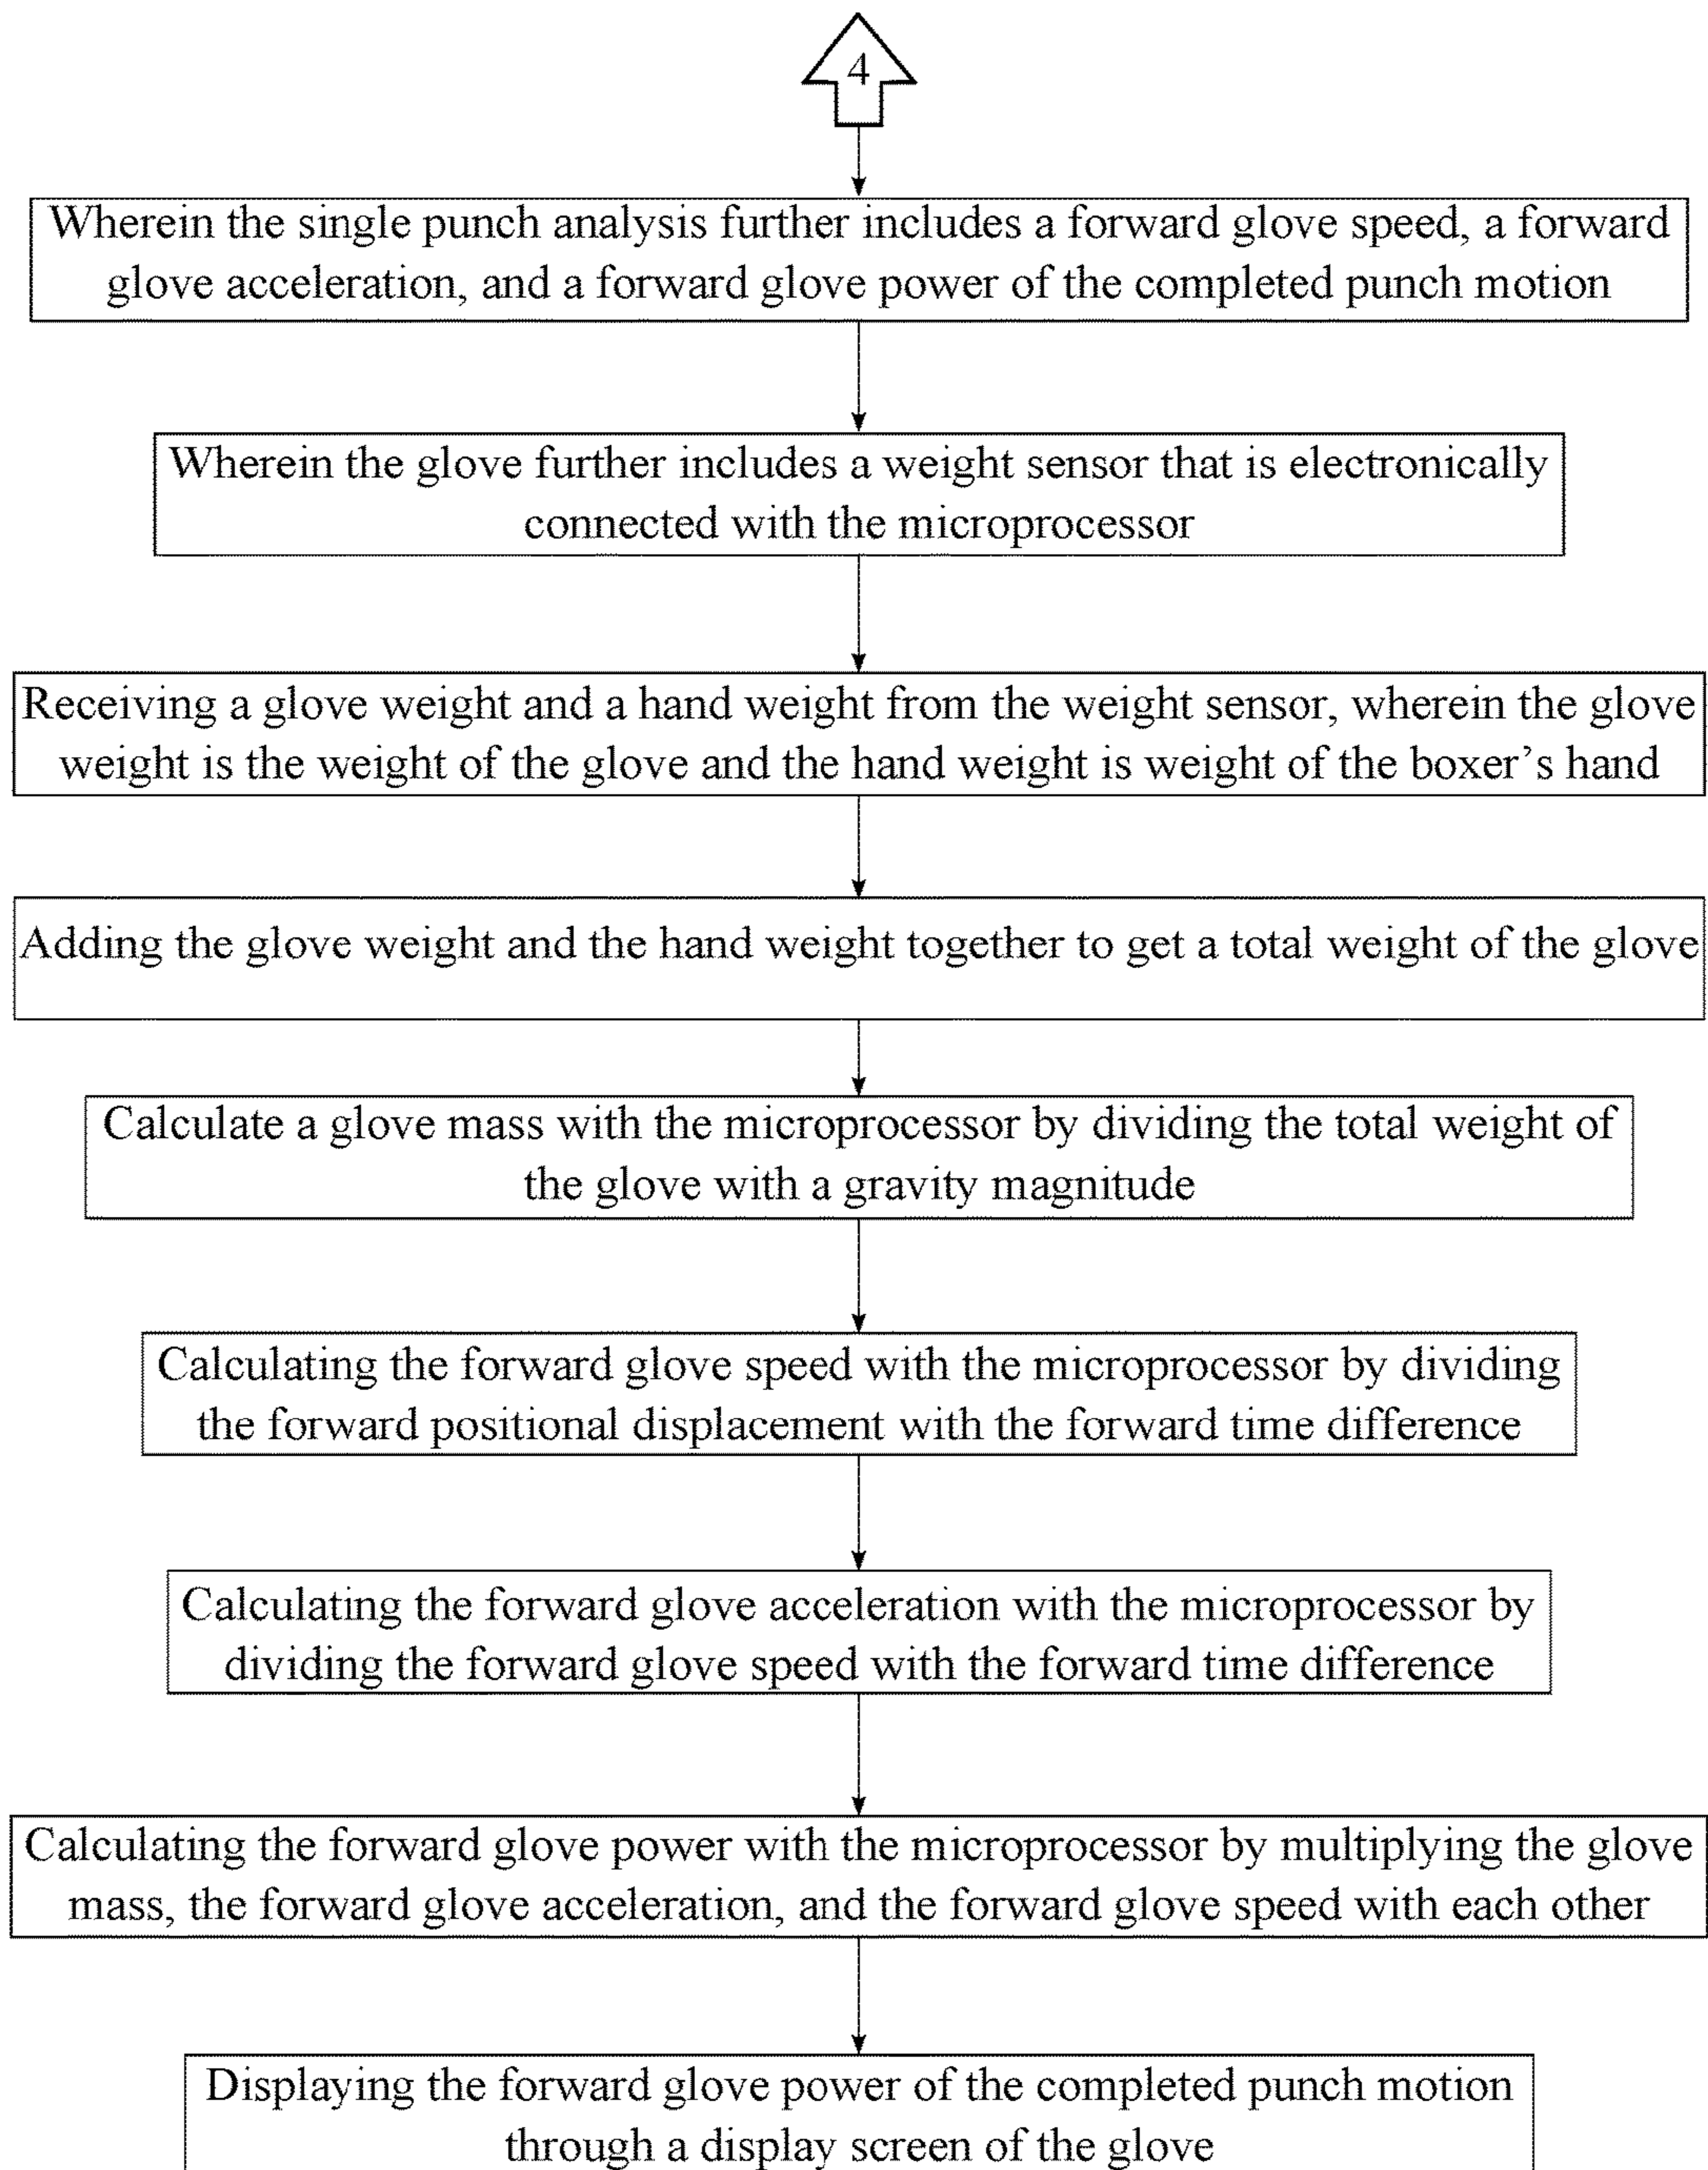 4
Wherein the single punch analysis further includes a forward glove speed, a forward
glove acceleration, and a forward glove power of the completed punch motion
Wherein the glove further includes a weight sensor that is electronically
connected with the microprocessor
Receiving a glove weight and a hand weight from the weight sensor, wherein the glove
weight is the weight of the glove and the hand weight is weight of the boxer’s hand
Adding the glove weight and the hand weight together to get a total weight of the glove
Calculate a glove mass with the microprocessor by dividing the total weight of
the glove with a gravity magnitude
Calculating the forward glove speed with the microprocessor by dividing
the forward positional displacement with the forward time difference
Calculating the forward glove acceleration with the microprocessor by
dividing the forward glove speed with the forward time difference
Calculating the forward glove power with the microprocessor by multiplying the glove
mass, the forward glove acceleration, and the forward glove speed with each other
Displaying the forward glove power of the completed punch motion
through a display screen of the glove